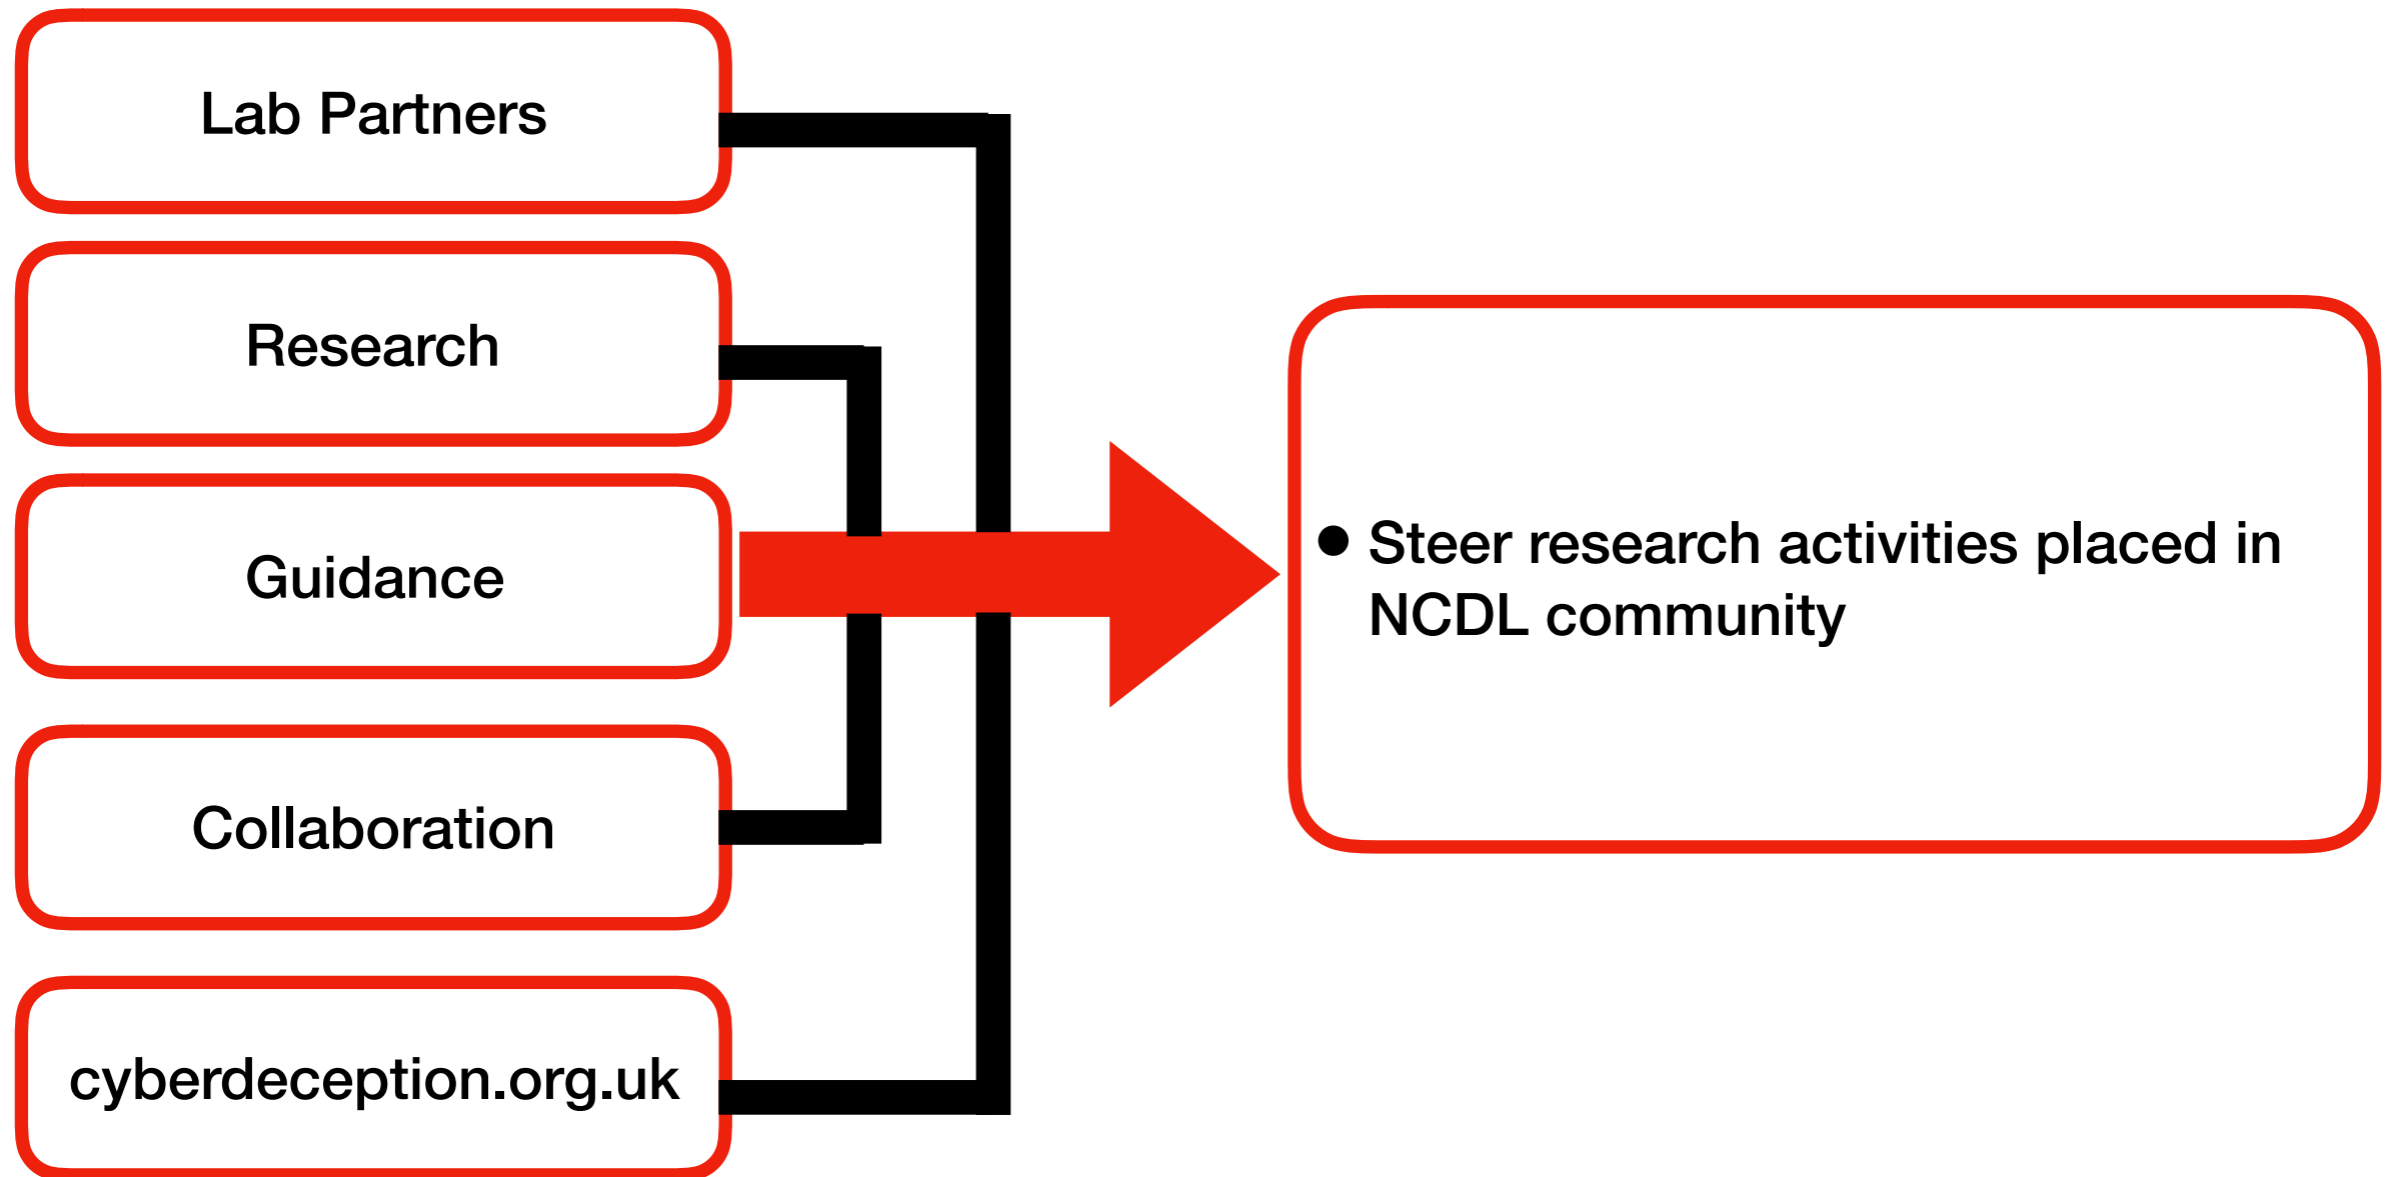 Lab Partners
Research
Guidance
Collaboration
cyberdeception.org.uk
• Steer research activities placed in
NCDL community